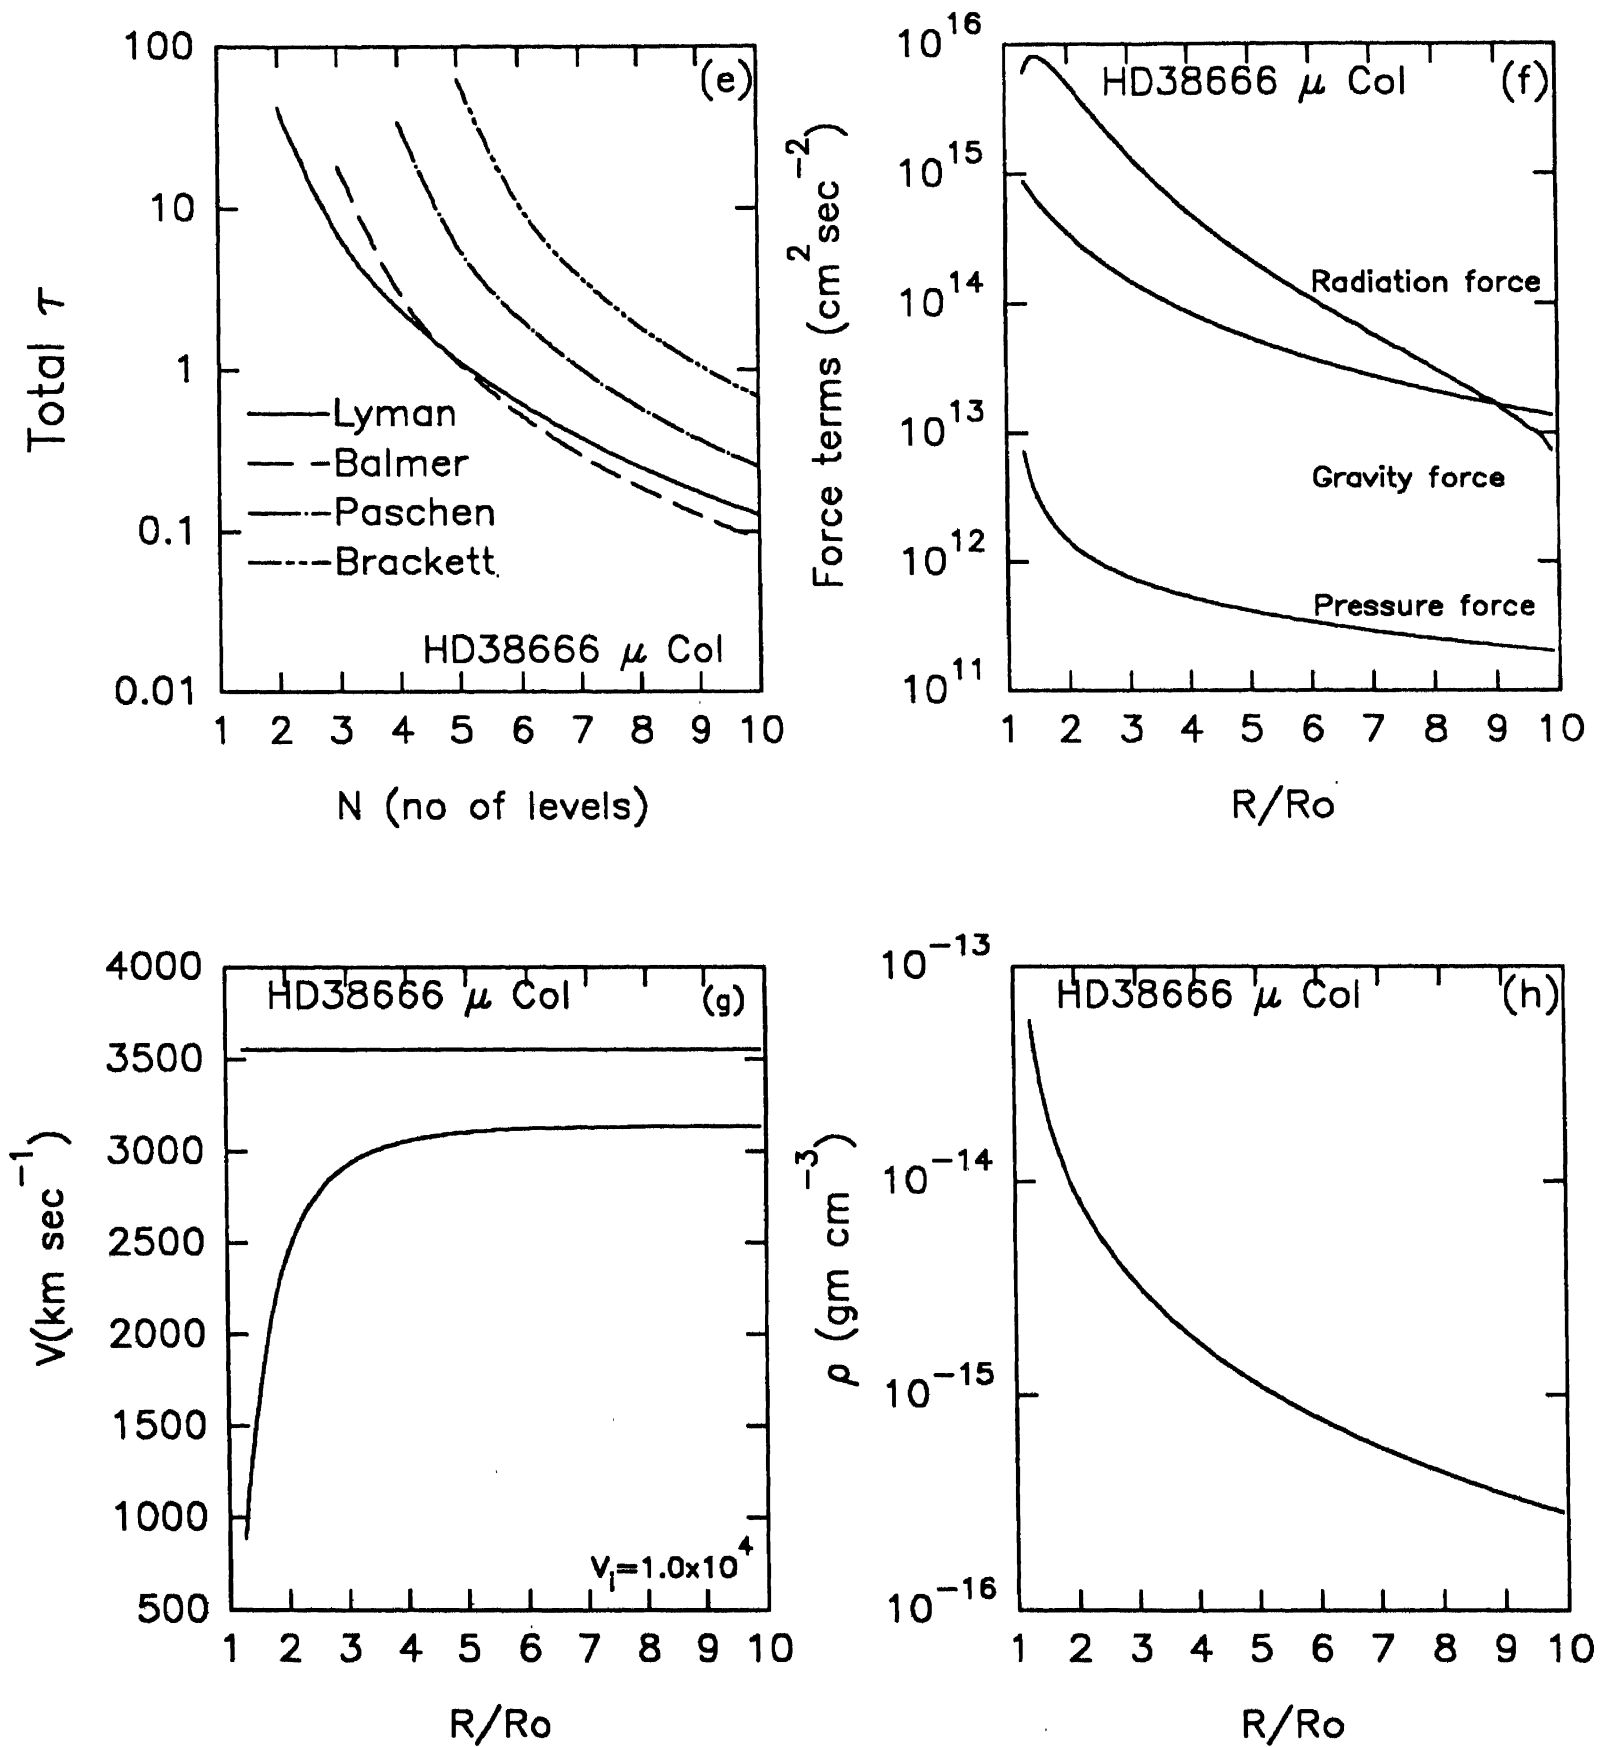 100
10
1
0.1
0.01
Total τ
(e)
Lyman
Balmer
Paschen
Brackett
HD38666 μ Col
1 2 3 4 5 6 7 8 9 10
N (no of levels)
10^16
10^15
10^14
10^13
10^12
10^11
Force terms (cm^2 sec^-2)
HD38666 μ Col (f)
Radiation force
Gravity force
Pressure force
1 2 3 4 5 6 7 8 9 10
R/Ro
4000
3500
3000
2500
2000
1500
1000
500
V(km sec^-1)
HD38666 μ Col (g)
V_i=1.0x10^4
1 2 3 4 5 6 7 8 9 10
R/Ro
10^-13
10^-14
10^-15
10^-16
ρ (gm cm^-3)
HD38666 μ Col (h)
1 2 3 4 5 6 7 8 9 10
R/Ro